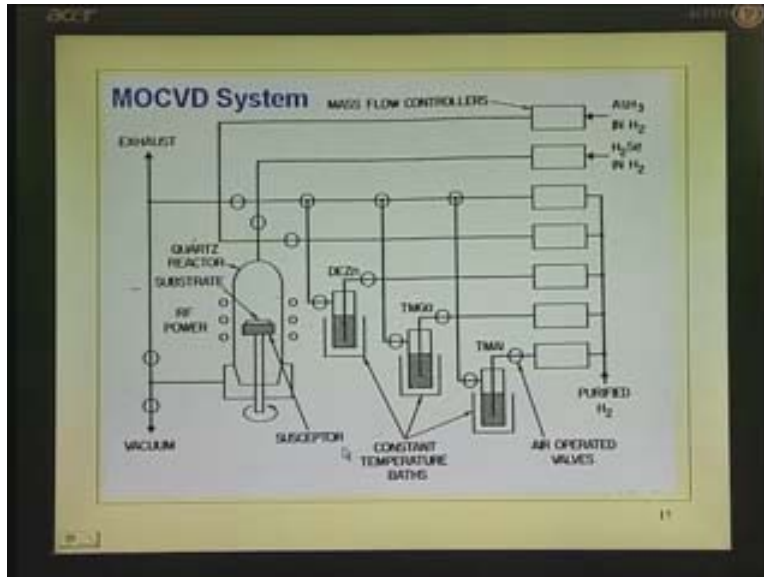 acer
MOCVD System
MASS FLOW CONTROLLERS
AsH3
IN H2
H2Se
IN H2
EXHAUST
QUARTZ
REACTOR
SUBSTRATE
RF
POWER
DEZn
TMGa
TMAl
PURIFIED
H2
VACUUM
SUSCEPTOR
CONSTANT
TEMPERATURE
BATHS
AIR OPERATED
VALVES